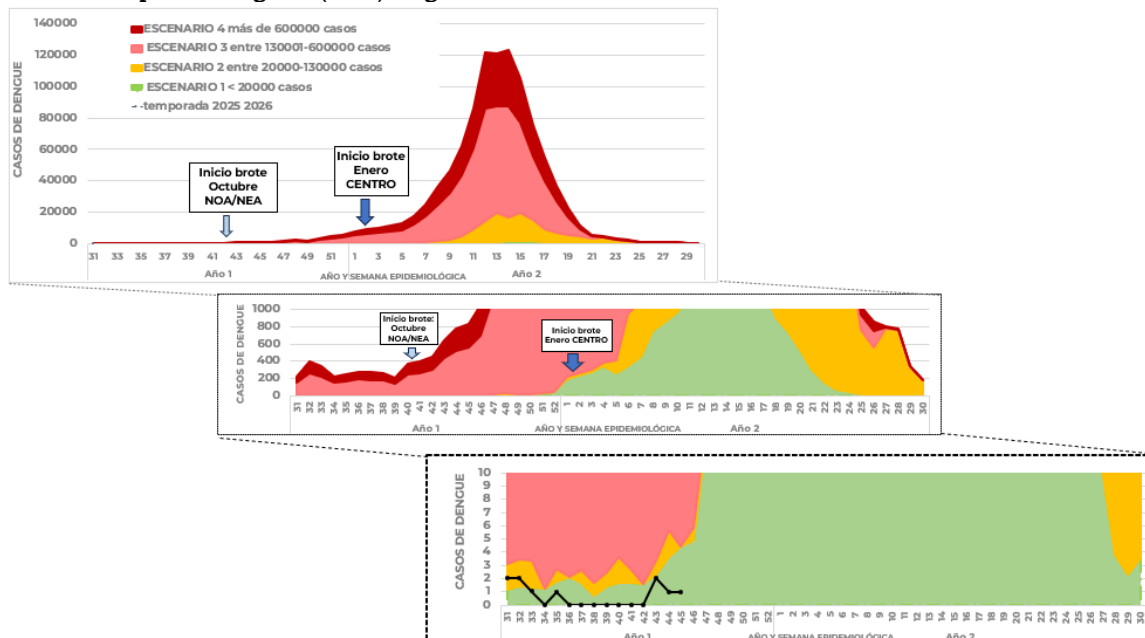 140000
120000
100000
80000
60000
40000
20000
0
CASOS DE DENGUE
ESCENARIO 4 más de 600000 casos
ESCENARIO 3 entre 130001-600000 casos
ESCENARIO 2 entre 20000-130000 casos
ESCENARIO 1 < 20000 casos
temporada 2025 2026
Inicio brote
Octubre
NOA/NEA
Inicio brote
Enero
CENTRO
31 33 35 37 39 41 43 45 47 49 51 1 3 5 7 9 11 13 15 17 19 21 23 25 27 29
Año 1 AÑO Y SEMANA EPIDEMIOLÓGICA Año 2
1000
800
600
400
200
0
CASOS DE DENGUE
Inicio brote:
Octubre
NOA/NEA
Inicio brote
Enero CENTRO
31 32 33 34 35 36 37 38 39 40 41 42 43 44 45 46 47 48 49 50 51 52 1 2 3 4 5 6 7 8 9 10 11 12 13 14 15 16 17 18 19 20 21 22 23 24 25 26 27 28 29 30
Año 1 AÑO Y SEMANA EPIDEMIOLÓGICA Año 2
10
9
8
7
6
5
4
3
2
1
0
CASOS DE DENGUE
31 32 33 34 35 36 37 38 39 40 41 42 43 44 45 46 47 48 49 50 51 52 1 2 3 4 5 6 7 8 9 10 11 12 13 14 15 16 17 18 19 20 21 22 23 24 25 26 27 28 29 30
Año 1 AÑO Y SEMANA EPIDEMIOLÓGICA Año 2